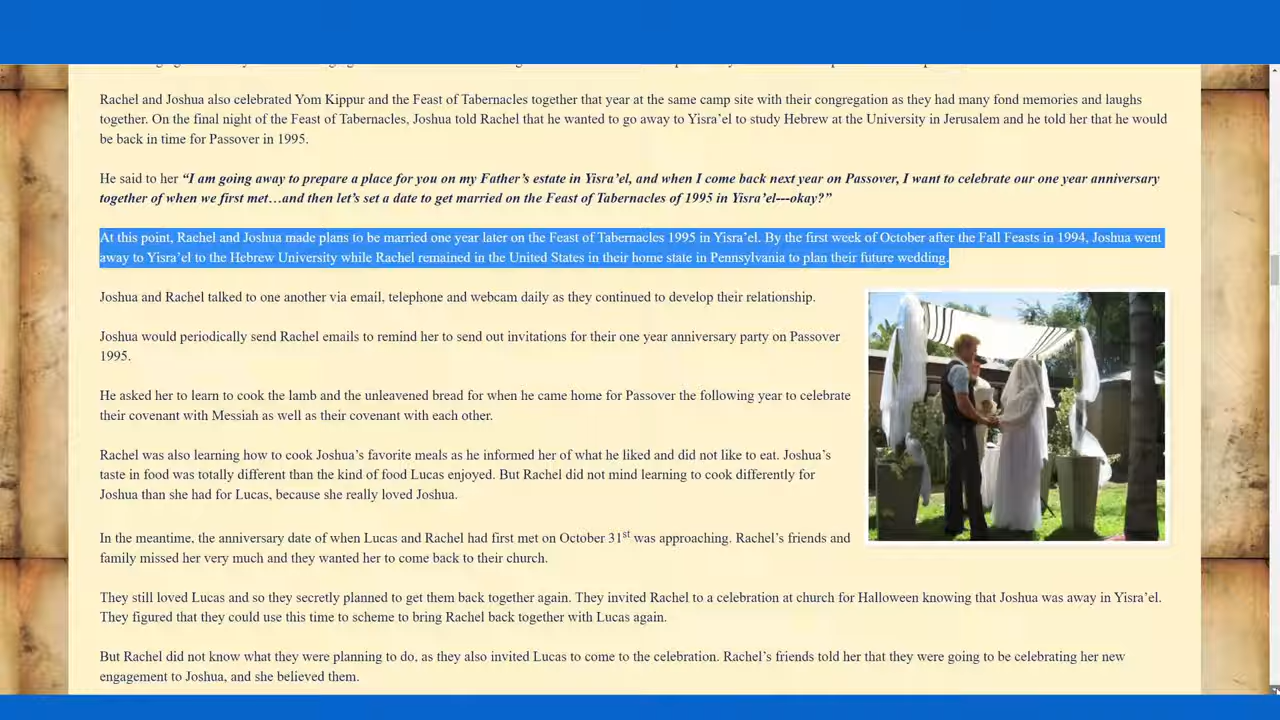 Rachel and Joshua also celebrated Yom Kippur and the Feast of Tabernacles together that year at the same camp site with their congregation as they had many fond memories and laughs
together. On the final night of the Feast of Tabernacles, Joshua told Rachel that he wanted to go away to Yisra’el to study Hebrew at the University in Jerusalem and he told her that he would
be back in time for Passover in 1995.
He said to her “I am going away to prepare a place for you on my Father’s estate in Yisra’el, and when I come back next year on Passover, I want to celebrate our one year anniversary
together of when we first met…and then let’s set a date to get married on the Feast of Tabernacles of 1995 in Yisra’el---okay?”
At this point, Rachel and Joshua made plans to be married one year later on the Feast of Tabernacles 1995 in Yisra’el. By the first week of October after the Fall Feasts in 1994, Joshua went
away to Yisra’el to the Hebrew University while Rachel remained in the United States in their home state in Pennsylvania to plan their future wedding.
Joshua and Rachel talked to one another via email, telephone and webcam daily as they continued to develop their relationship.
Joshua would periodically send Rachel emails to remind her to send out invitations for their one year anniversary party on Passover
1995.
He asked her to learn to cook the lamb and the unleavened bread for when he came home for Passover the following year to celebrate
their covenant with Messiah as well as their covenant with each other.
Rachel was also learning how to cook Joshua’s favorite meals as he informed her of what he liked and did not like to eat. Joshua’s
taste in food was totally different than the kind of food Lucas enjoyed. But Rachel did not mind learning to cook differently for
Joshua than she had for Lucas, because she really loved Joshua.
In the meantime, the anniversary date of when Lucas and Rachel had first met on October 31st was approaching. Rachel’s friends and
family missed her very much and they wanted her to come back to their church.
They still loved Lucas and so they secretly planned to get them back together again. They invited Rachel to a celebration at church for Halloween knowing that Joshua was away in Yisra’el.
They figured that they could use this time to scheme to bring Rachel back together with Lucas again.
But Rachel did not know what they were planning to do, as they also invited Lucas to come to the celebration. Rachel’s friends told her that they were going to be celebrating her new
engagement to Joshua, and she believed them.